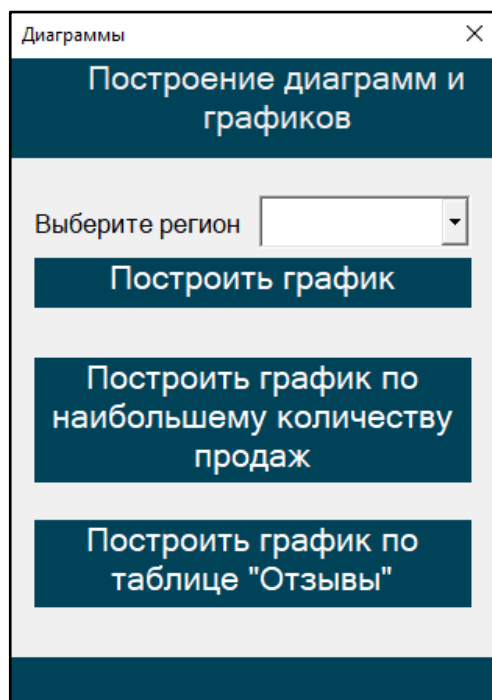 Диаграммы
Построение диаграмм и
графиков
Выберите регион
Построить график
Построить график по
наибольшему количеству
продаж
Построить график по
таблице "Отзывы"